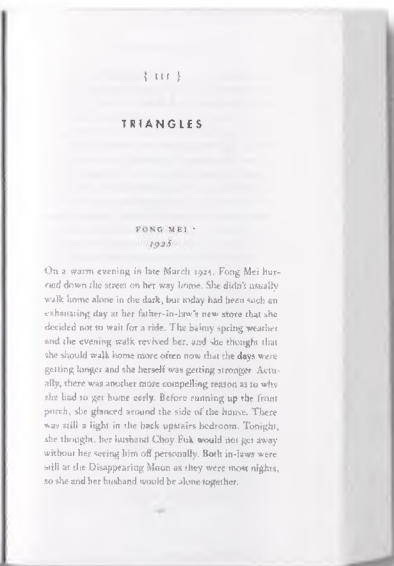 { III }
TRIANGLES
FONG MEI
1925
On a warm evening in late March 1925, Fong Mei hur-
ried down the street on her way home. She didn't usually
walk home alone in the dark, but today had been such an
exhausting day at her father-in-law's new store that she
decided not to wait for a ride. The balmy spring weather
and the evening walk revived her, and she thought that
she should walk home more often now that the days were
getting longer and she herself was getting stronger. Actu-
ally, there was another more compelling reason as to why
she had to get home early. Before running up the front
porch, she glanced around the side of the house. There
was still a light in the back upstairs bedroom. Tonight,
she thought, her husband Choy Fuk would not get away
without her seeing him off personally. Both in-laws were
still at the Disappearing Moon as they were most nights,
so she and her husband would be alone together.